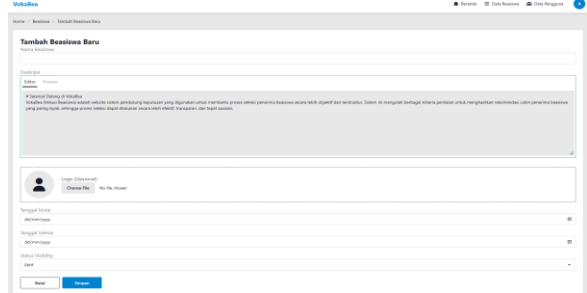 VokaBea
Beranda Data Beasiswa Data Pengguna
Home / Beasiswa / Tambah Beasiswa Baru
Tambah Beasiswa Baru
Nama Beasiswa
Deskripsi
Editor Preview
# Selamat Datang di VokaBea
VokaBea (Vokasi Beasiswa) adalah website sistem pendukung keputusan yang digunakan untuk membantu proses seleksi penerima beasiswa secara lebih objektif dan terstruktur. Sistem ini mengolah berbagai kriteria penilaian untuk menghasilkan rekomendasi calon penerima beasiswa
yang paling layak, sehingga proses seleksi dapat dilakukan secara lebih efektif, transparan, dan tepat sasaran.
Logo (Opsional)
Choose File No file chosen
Tanggal Mulai
dd/mm/yyyy
Tanggal Selesai
dd/mm/yyyy
Status Visibility
Batal Simpan